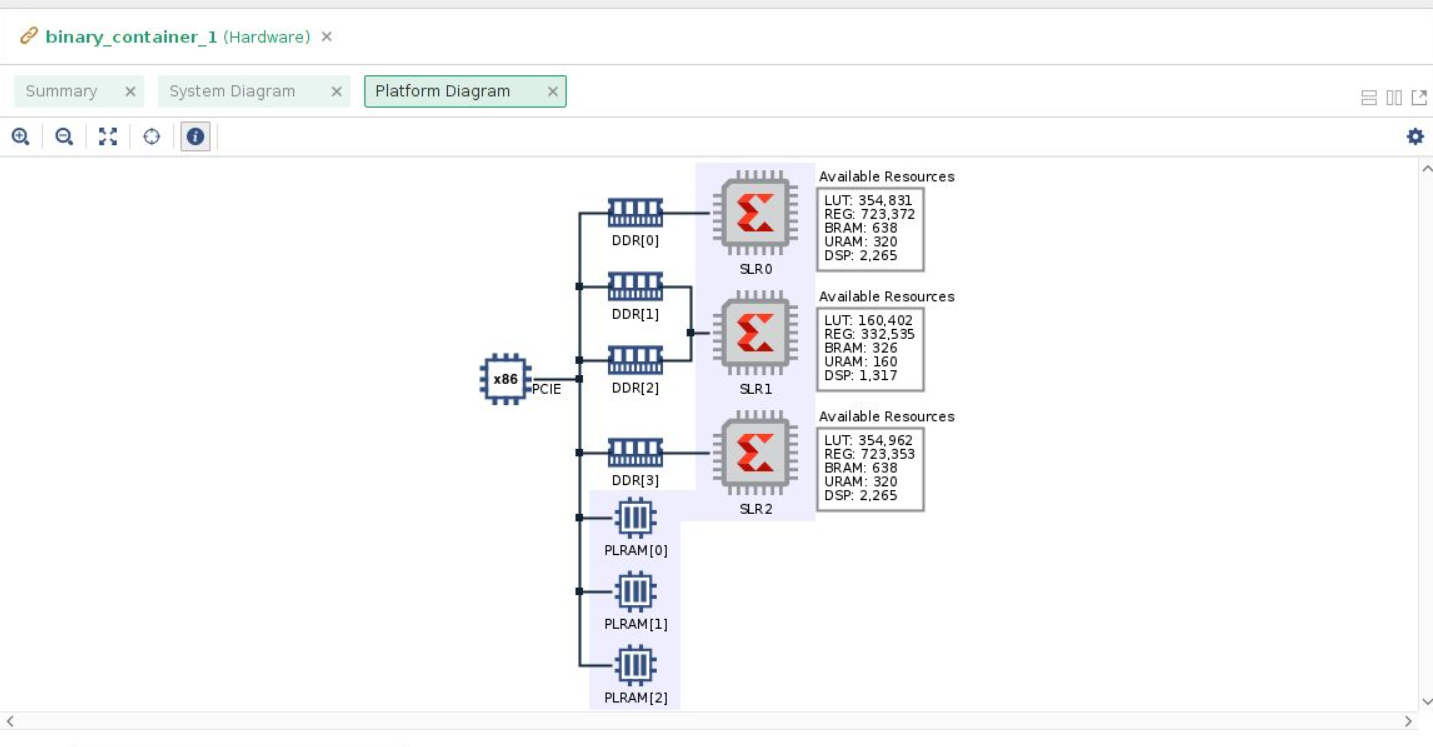 binary_container_1 (Hardware)
Summary
System Diagram
Platform Diagram
DDR[0]
DDR[1]
DDR[2]
x86
PCIE
DDR[3]
PLRAM[0]
PLRAM[1]
PLRAM[2]
SLR0
Available Resources
LUT: 354,831
REG: 723,372
BRAM: 638
URAM: 320
DSP: 2,265
SLR1
Available Resources
LUT: 160,402
REG: 332,535
BRAM: 326
URAM: 160
DSP: 1,317
SLR2
Available Resources
LUT: 354,962
REG: 723,353
BRAM: 638
URAM: 320
DSP: 2,265